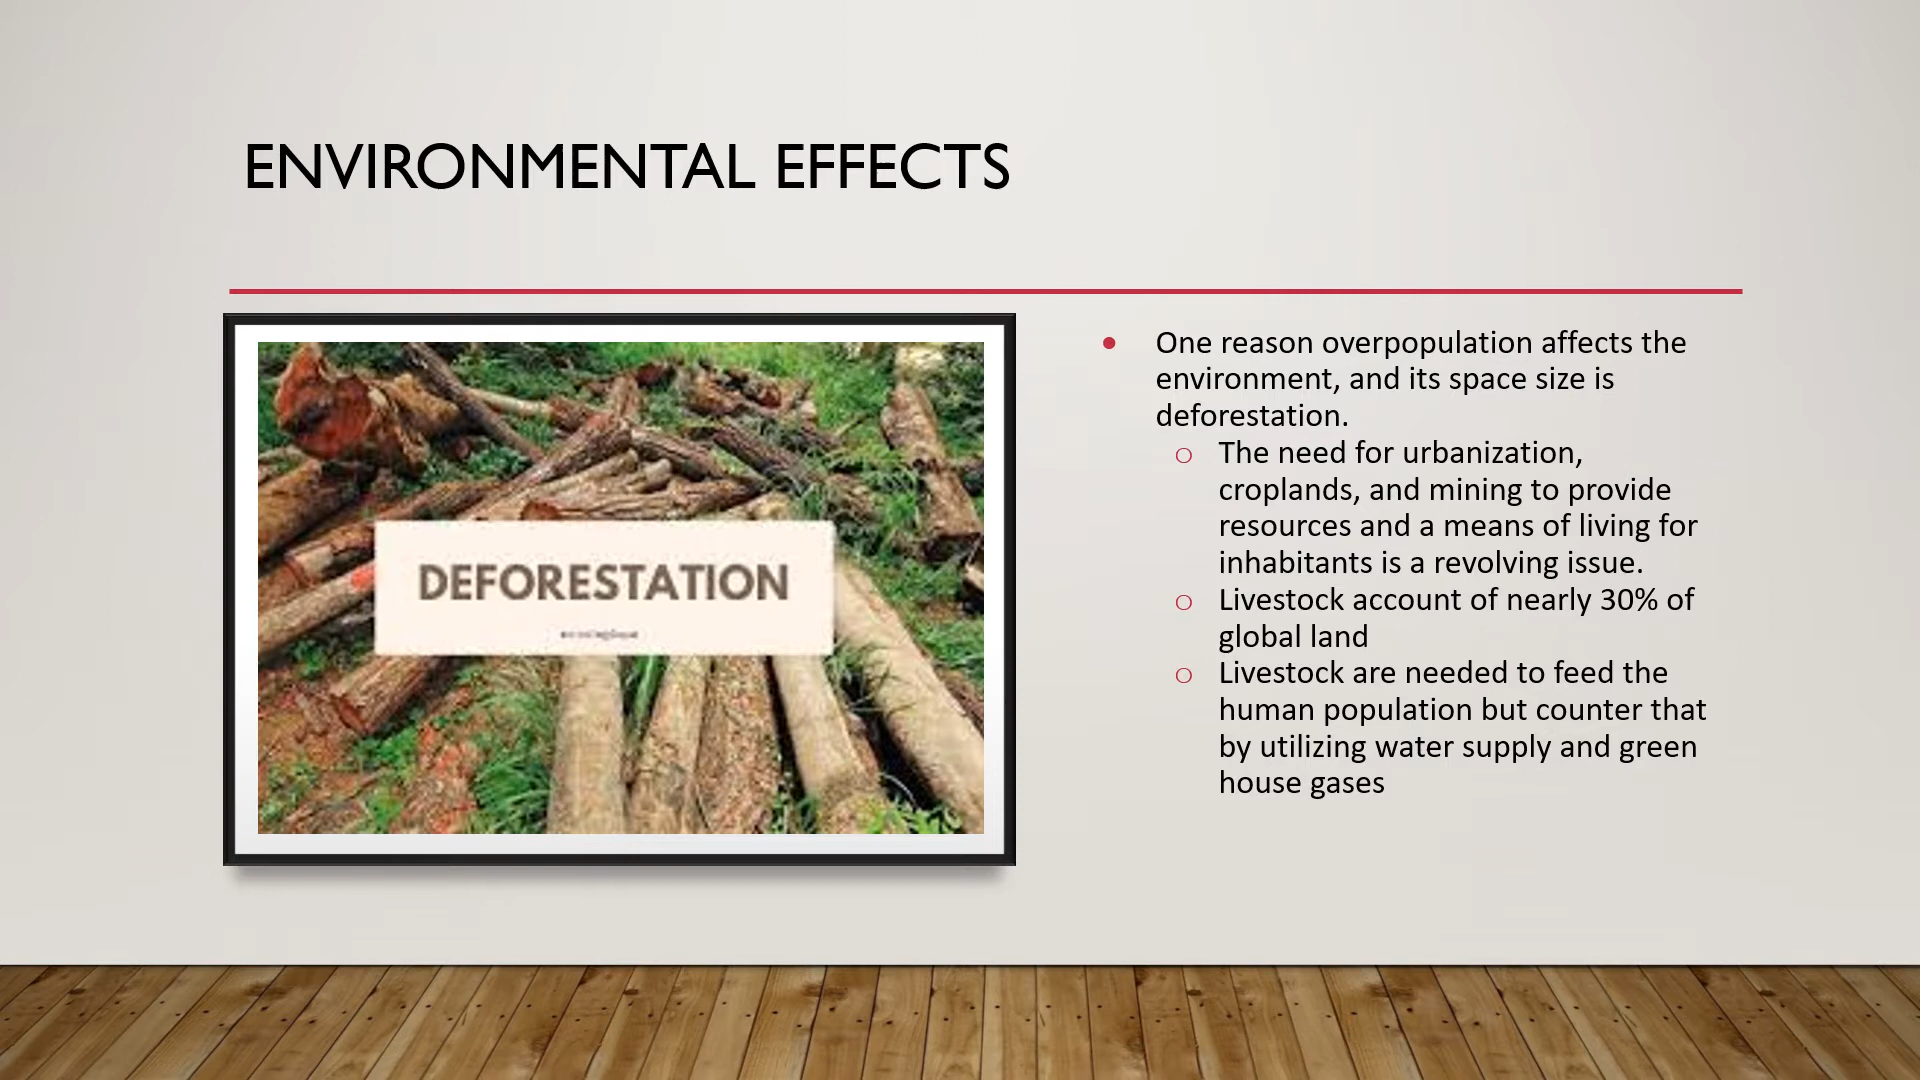 ENVIRONMENTAL EFFECTS
DEFORESTATION
• One reason overpopulation affects the
environment, and its space size is
deforestation.
o The need for urbanization,
croplands, and mining to provide
resources and a means of living for
inhabitants is a revolving issue.
o Livestock account of nearly 30% of
global land
o Livestock are needed to feed the
human population but counter that
by utilizing water supply and green
house gases